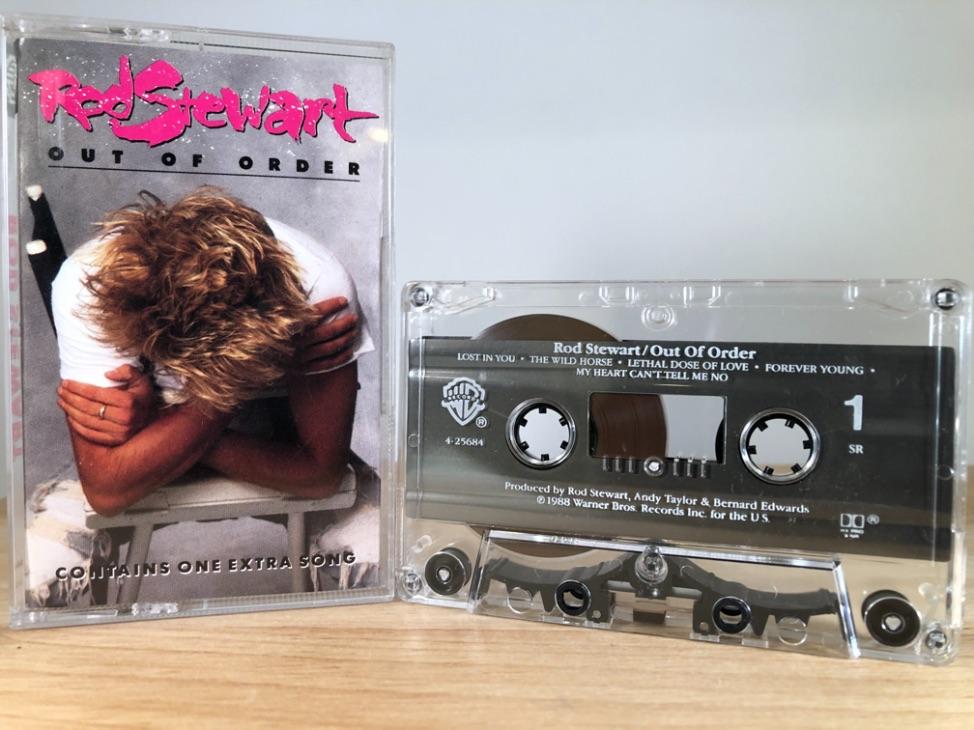 Rod Stewart
OUT OF ORDER
CONTAINS ONE EXTRA SONG
Rod Stewart/Out Of Order
LOST IN YOU • THE WILD HORSE • LETHAL DOSE OF LOVE • FOREVER YOUNG •
MY HEART CAN'T TELL ME NO
®
4-25684
1
SR
Produced by Rod Stewart, Andy Taylor & Bernard Edwards
℗1988 Warner Bros. Records Inc. for the U S.
®